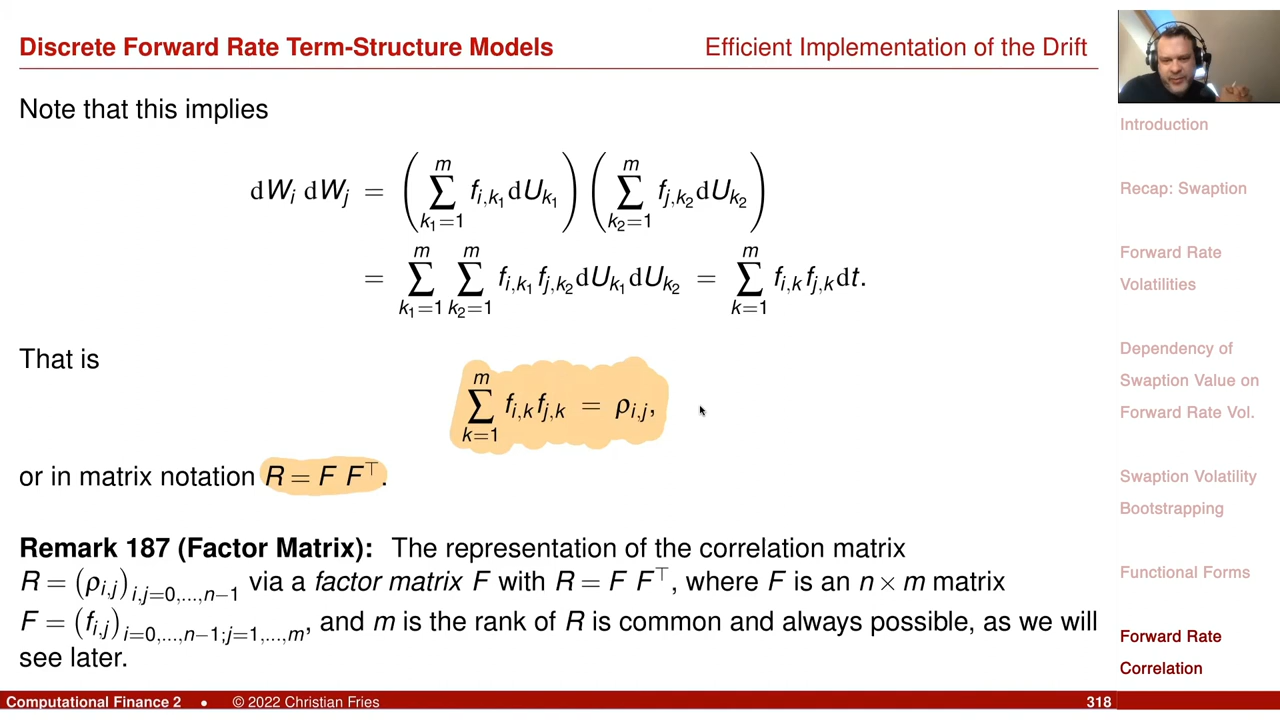 Discrete Forward Rate Term-Structure Models
Efficient Implementation of the Drift
Note that this implies
dW_i dW_j = (∑_{k_1=1}^{m} f_{i,k_1} dU_{k_1}) (∑_{k_2=1}^{m} f_{j,k_2} dU_{k_2})
= ∑_{k_1=1}^{m} ∑_{k_2=1}^{m} f_{i,k_1} f_{j,k_2} dU_{k_1} dU_{k_2} = ∑_{k=1}^{m} f_{i,k} f_{j,k} dt.
That is
∑_{k=1}^{m} f_{i,k} f_{j,k} = ρ_{i,j},
or in matrix notation R = F F^⊤.
Remark 187 (Factor Matrix): The representation of the correlation matrix
R = (ρ_{i,j})_{i,j=0,...,n−1} via a factor matrix F with R = F F^⊤, where F is an n × m matrix
F = (f_{i,j})_{i=0,...,n−1;j=1,...,m}, and m is the rank of R is common and always possible, as we will
see later.
Introduction
Recap: Swaption
Forward Rate
Volatilities
Dependency of
Swaption Value on
Forward Rate Vol.
Swaption Volatility
Bootstrapping
Functional Forms
Forward Rate
Correlation
Computational Finance 2 • © 2022 Christian Fries 318